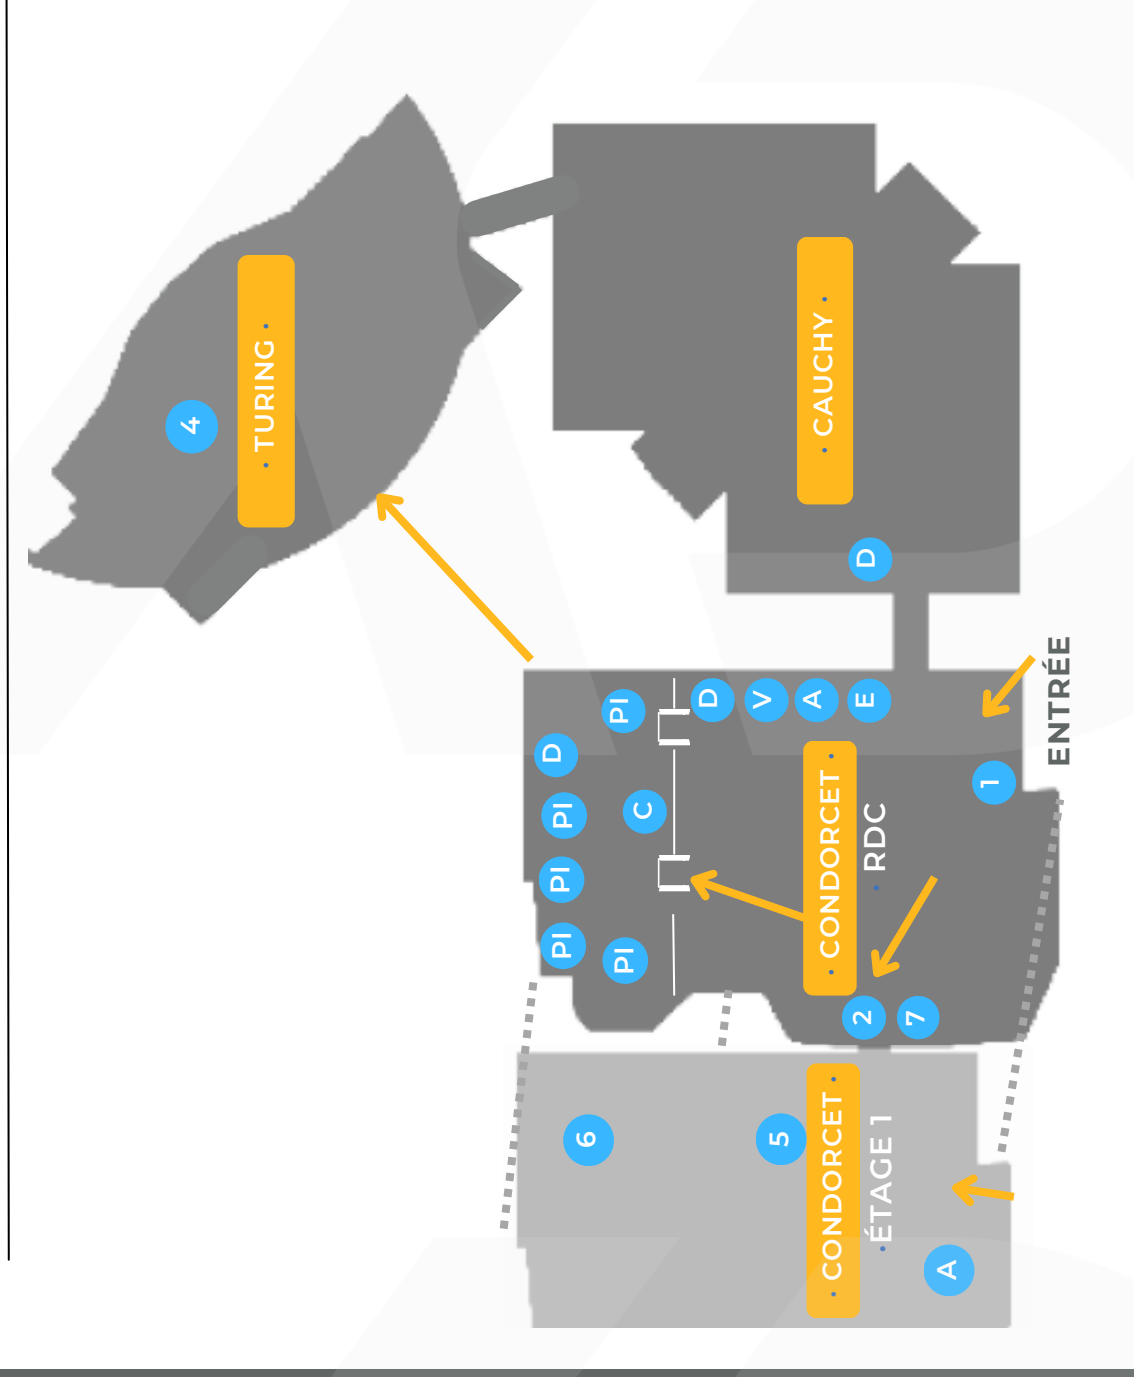 4
• TURING •
• CAUCHY •
D
ENTRÉE
PI
D
V
A
E
D
PI
C
PI
PI
PI
1
• CONDORCET •
• RDC
2
7
6
5
• CONDORCET •
• ÉTAGE 1
A